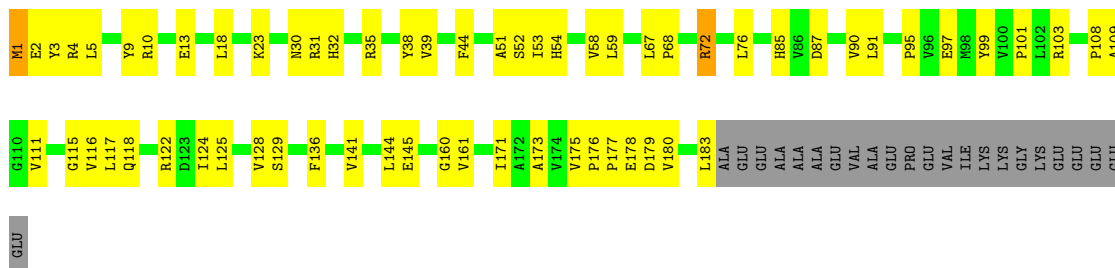 M1 E2 Y3 R4 L5 Y9 R10 E13 L18 K23 N30 R31 H32 R35 Y38 V39 F44 A51 S52 I53 H54 V58 L59 L67 P68 R72 L76 H85 V86 D87 V90 L91 P95 V96 E97 M98 Y99 V100 P101 L102 R103 P108 A109
G110 V111 G115 V116 L117 Q118 R122 D123 I124 L125 V128 S129 F136 V141 L144 E145 G160 V161 I171 A172 A173 V174 V175 P176 P177 E178 D179 V180 L183 ALA GLU GLU ALA ALA ALA GLU VAL ALA GLU PRO GLU VAL ILE LYS LYS GLY LYS GLU GLU GLU GLU
GLU